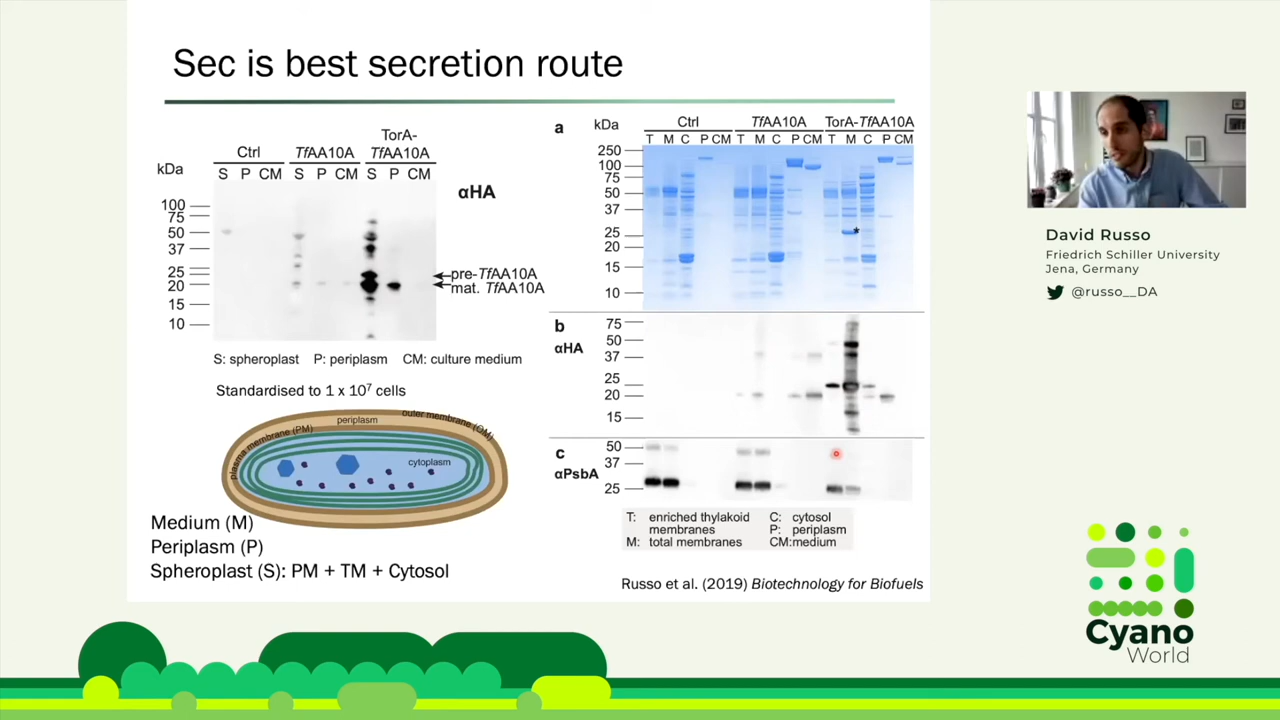 Sec is best secretion route
TorA-
Ctrl TfAA10A TfAA10A
kDa S P CM S P CM S P CM
αHA
100
75
50
37
25
20
15
10
pre-TfAA10A
mat. TfAA10A
S: spheroplast P: periplasm CM: culture medium
Standardised to 1 x 10⁷ cells
plasma membrane (PM) periplasm outer membrane (OM)
cytoplasm
Medium (M)
Periplasm (P)
Spheroplast (S): PM + TM + Cytosol
a kDa Ctrl TfAA10A TorA-TfAA10A
T M C P CM T M C P CM T M C P CM
250
100
75
50
37
25 *
20
15
10
b
αHA
75
50
37
25
20
15
c
αPsbA
50
37
25
T: enriched thylakoid C: cytosol
membranes P: periplasm
M: total membranes CM:medium
Russo et al. (2019) Biotechnology for Biofuels
David Russo
Friedrich Schiller University
Jena, Germany
@russo__DA
Cyano
World